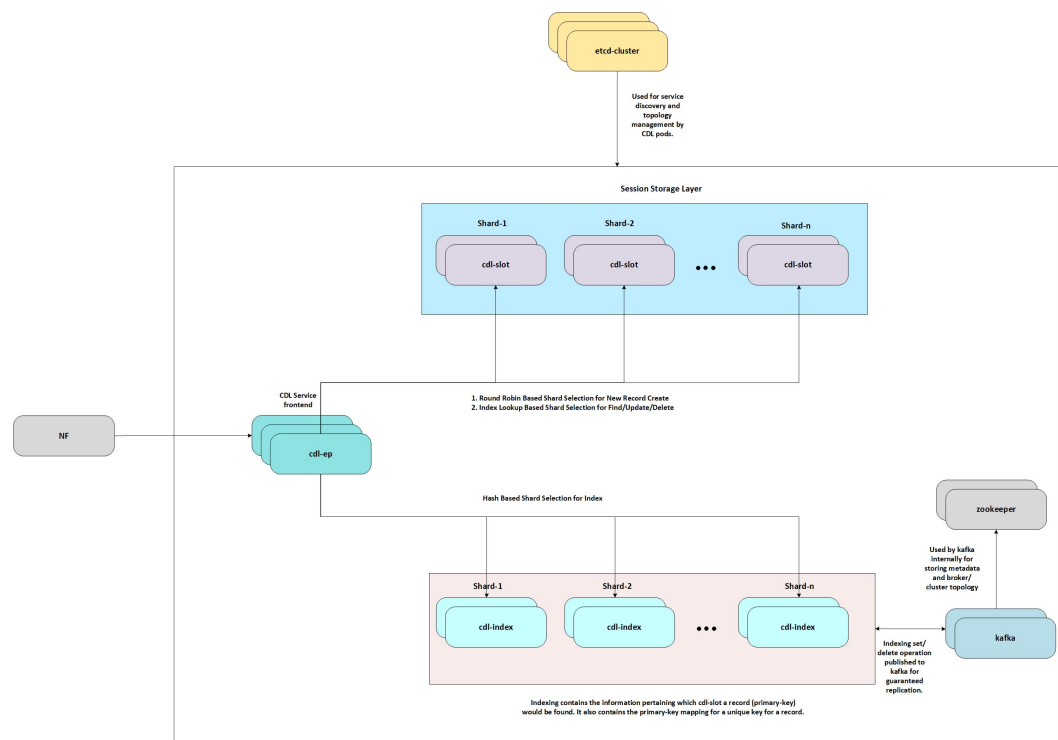 etcd-cluster
Used for service
discovery and
topology
management by
CDL pods.
Session Storage Layer
Shard-1
Shard-2
Shard-n
cdl-slot
cdl-slot
cdl-slot
CDL Service
frontend
1. Round Robin Based Shard Selection for New Record Create
2. Index Lookup Based Shard Selection for Find/Update/Delete
NF
cdl-ep
Hash Based Shard Selection for Index
zookeeper
Used by kafka
internally for
storing metadata
and broker/
cluster topology
Shard-1
Shard-2
Shard-n
cdl-index
cdl-index
cdl-index
kafka
Indexing set/
delete operation
published to
kafka for
guaranteed
replication.
Indexing contains the information pertaining which cdl-slot a record (primary-key)
would be found. It also contains the primary-key mapping for a unique key for a record.